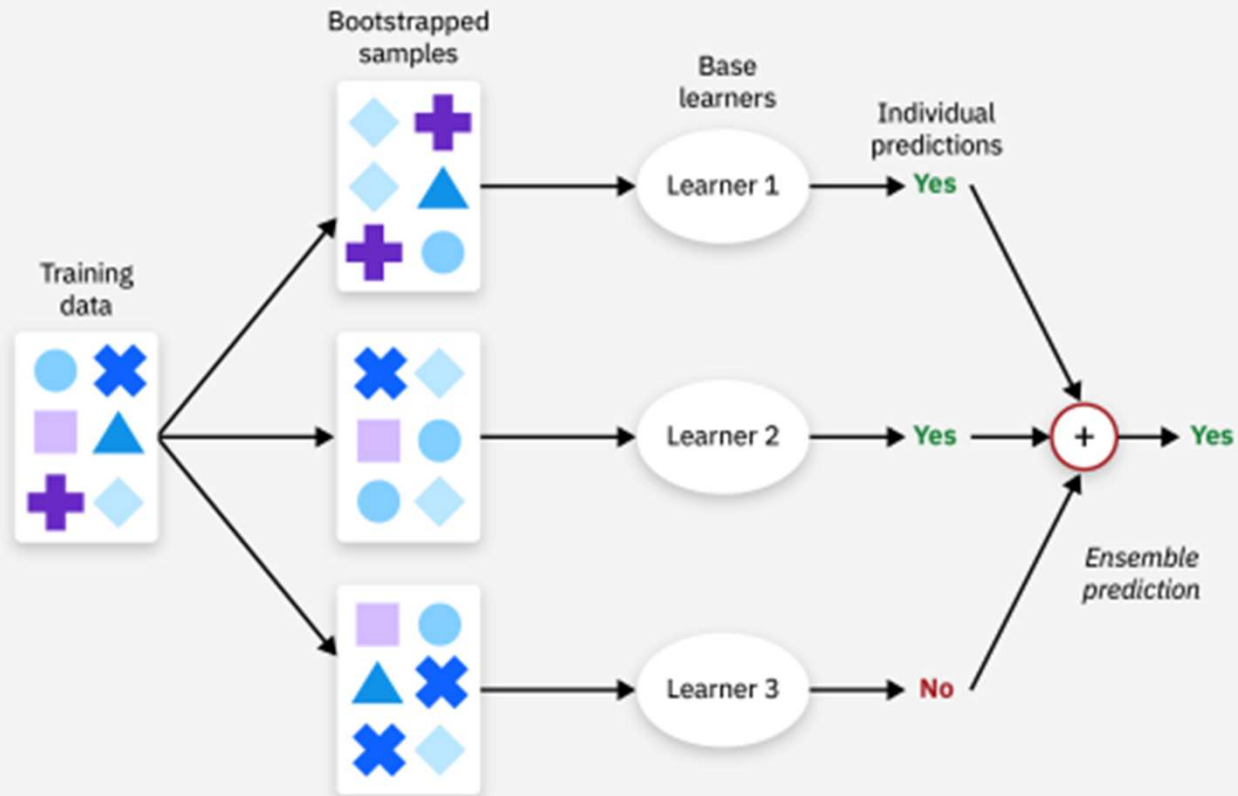 Bootstrapped
samples
Base
learners
Individual
predictions
Learner 1
Yes
Training
data
Learner 2
Yes
+
Yes
Ensemble
prediction
Learner 3
No